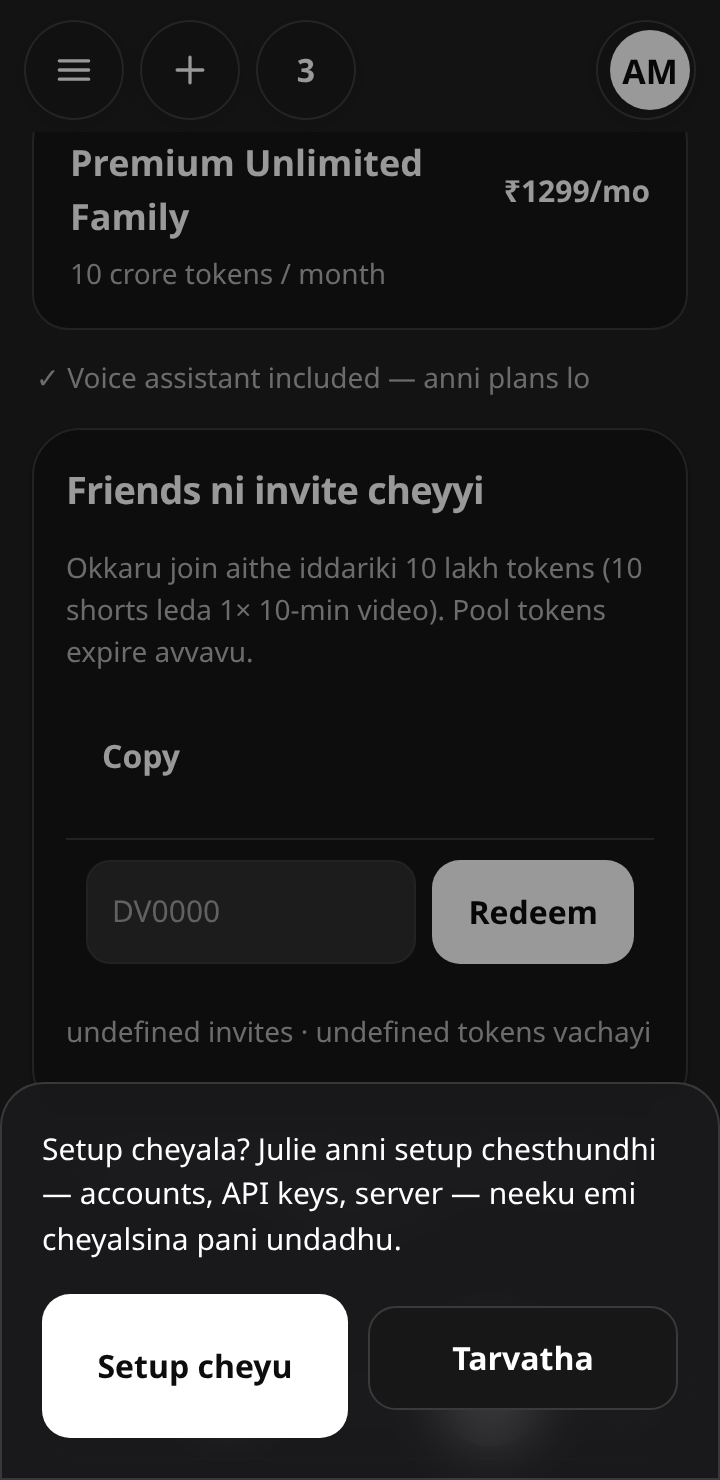 3
AM
Premium Unlimited
Family
₹1299/mo
10 crore tokens / month
✓ Voice assistant included — anni plans lo
Friends ni invite cheyyi
Okkaru join aithe iddariki 10 lakh tokens (10
shorts leda 1× 10-min video). Pool tokens
expire avvavu.
Copy
DV0000
Redeem
undefined invites · undefined tokens vachayi
Setup cheyala? Julie anni setup chesthundhi
— accounts, API keys, server — neeku emi
cheyalsina pani undadhu.
Setup cheyu
Tarvatha